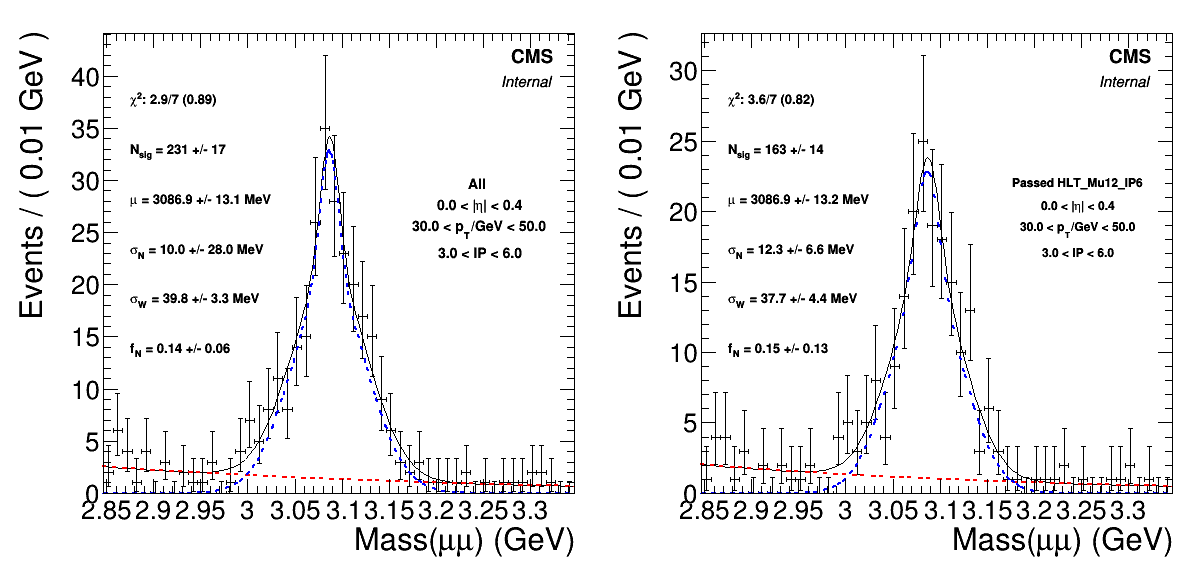 Events / ( 0.01 GeV )
40
35
30
25
20
15
10
5
0
CMS
Internal
χ²: 2.9/7 (0.89)
N_sig = 231 +/- 17
μ = 3086.9 +/- 13.1 MeV
σ_N = 10.0 +/- 28.0 MeV
σ_W = 39.8 +/- 3.3 MeV
f_N = 0.14 +/- 0.06
All
0.0 < |η| < 0.4
30.0 < p_T/GeV < 50.0
3.0 < IP < 6.0
2.85 2.9 2.95 3 3.05 3.1 3.15 3.2 3.25 3.3
Mass(μμ) (GeV)
Events / ( 0.01 GeV )
30
25
20
15
10
5
0
CMS
Internal
χ²: 3.6/7 (0.82)
N_sig = 163 +/- 14
μ = 3086.9 +/- 13.2 MeV
σ_N = 12.3 +/- 6.6 MeV
σ_W = 37.7 +/- 4.4 MeV
f_N = 0.15 +/- 0.13
Passed HLT_Mu12_IP6
0.0 < |η| < 0.4
30.0 < p_T/GeV < 50.0
3.0 < IP < 6.0
2.85 2.9 2.95 3 3.05 3.1 3.15 3.2 3.25 3.3
Mass(μμ) (GeV)